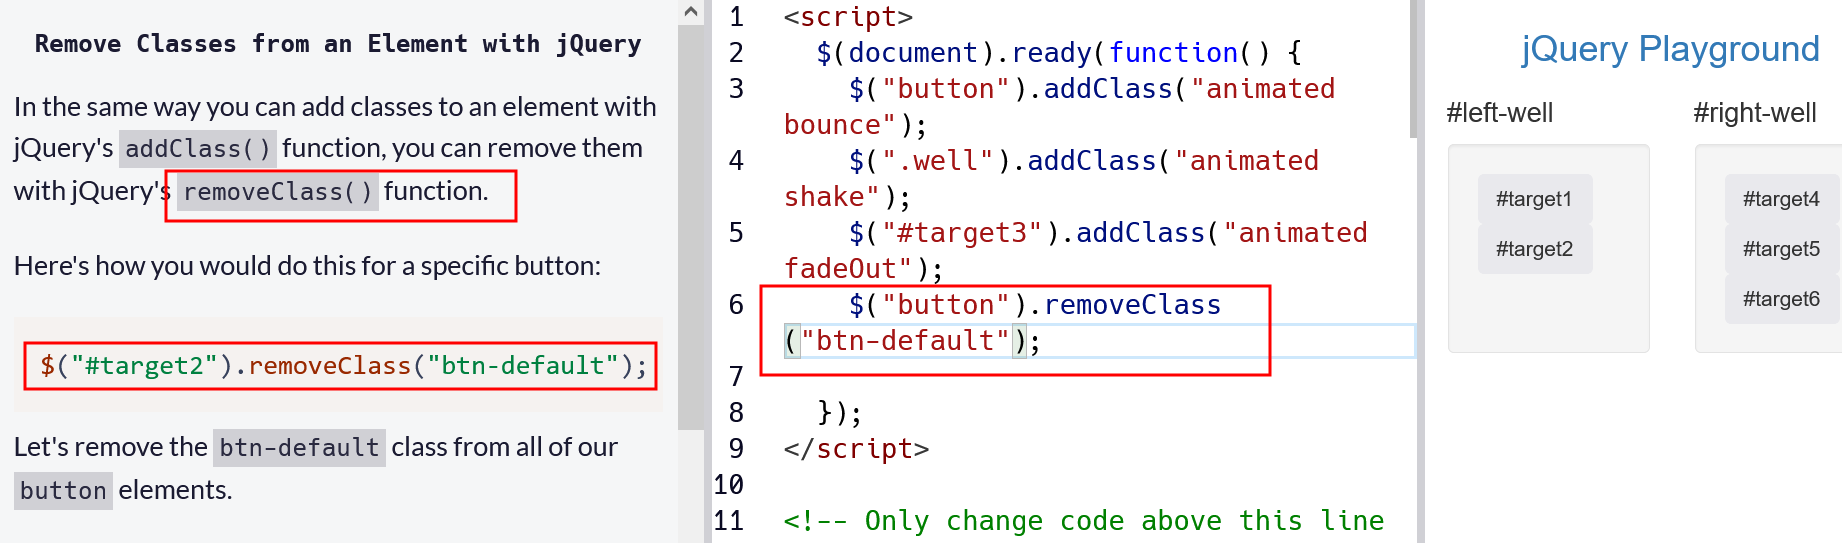 Remove Classes from an Element with jQuery
In the same way you can add classes to an element with
jQuery's addClass() function, you can remove them
with jQuery's removeClass() function.
Here's how you would do this for a specific button:
$("#target2").removeClass("btn-default");
Let's remove the btn-default class from all of our
button elements.
1 <script>
2 $(document).ready(function() {
3 $("button").addClass("animated
bounce");
4 $(".well").addClass("animated
shake");
5 $("#target3").addClass("animated
fadeOut");
6 $("button").removeClass
("btn-default");
7
8 });
9 </script>
10
11 <!-- Only change code above this line
jQuery Playground
#left-well
#target1
#target2
#right-well
#target4
#target5
#target6